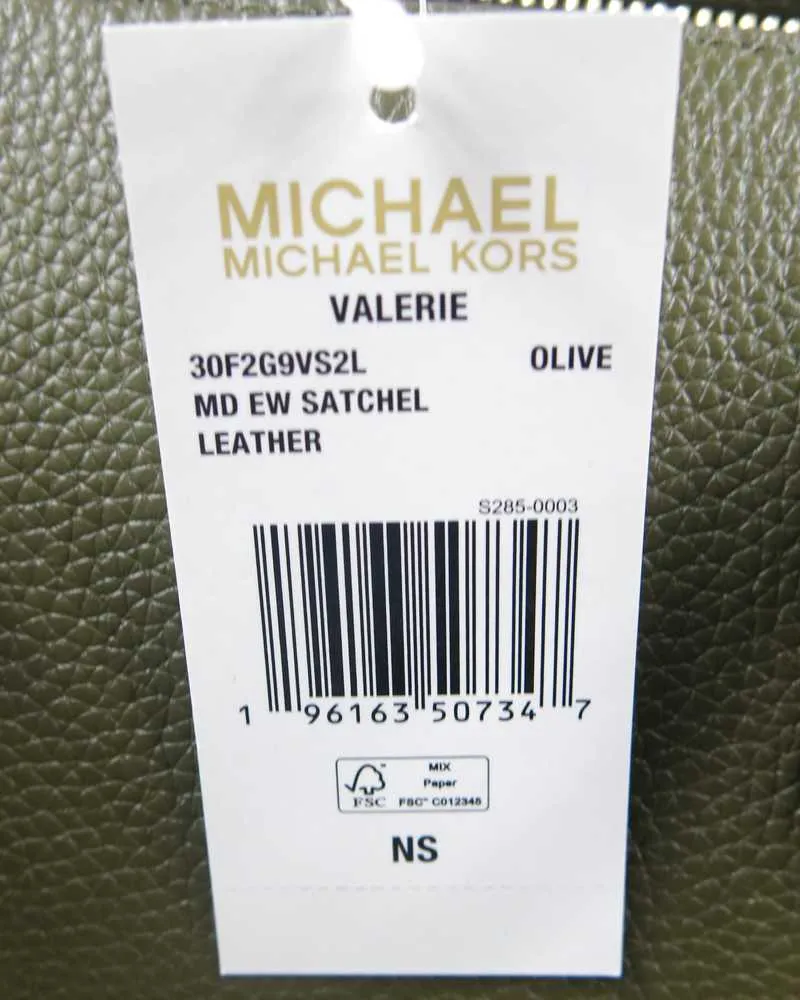 MICHAEL
MICHAEL KORS
VALERIE
30F2G9VS2L OLIVE
MD EW SATCHEL
LEATHER
S285-0003
1 96163 50734 7
MIX
Paper
FSC FSC™ C012345
NS